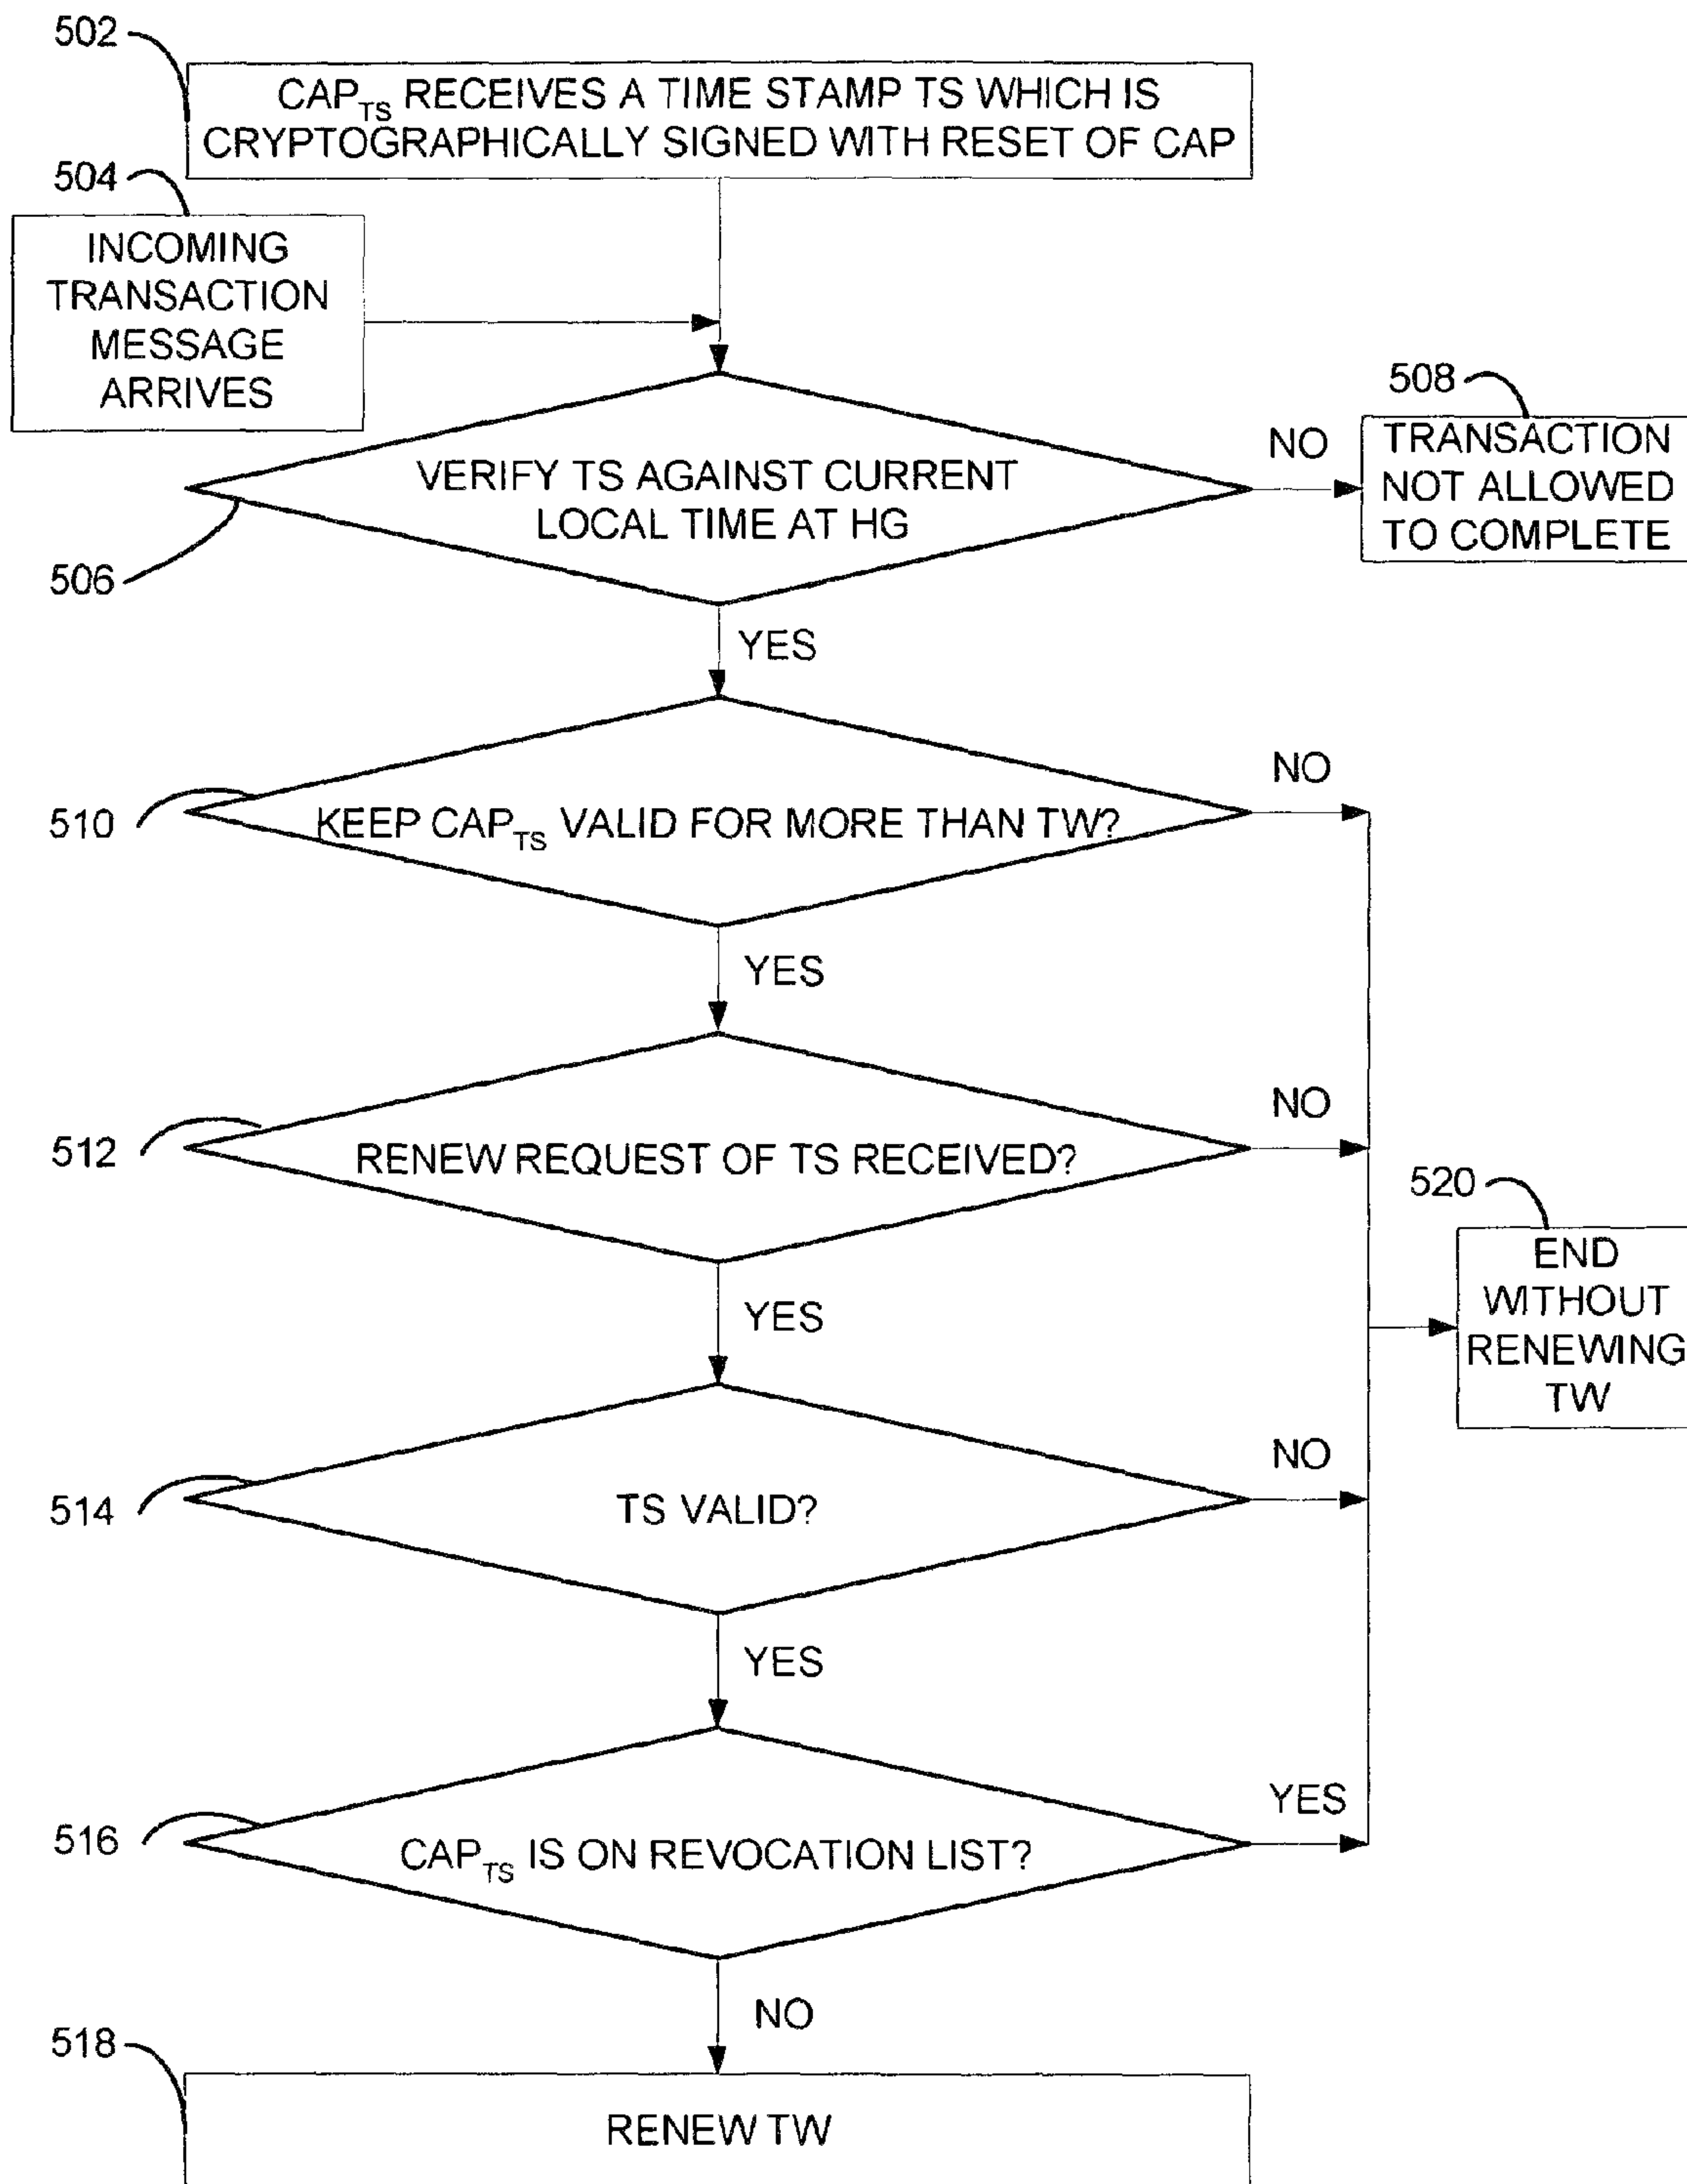 502
CAPTS RECEIVES A TIME STAMP TS WHICH IS
CRYPTOGRAPHICALLY SIGNED WITH RESET OF CAP
504
INCOMING
TRANSACTION
MESSAGE
ARRIVES
506
VERIFY TS AGAINST CURRENT
LOCAL TIME AT HG
NO
508
TRANSACTION
NOT ALLOWED
TO COMPLETE
YES
510
KEEP CAPTS VALID FOR MORE THAN TW?
NO
YES
512
RENEW REQUEST OF TS RECEIVED?
NO
YES
520
END
WITHOUT
RENEWING
TW
514
TS VALID?
NO
YES
516
CAPTS IS ON REVOCATION LIST?
YES
NO
518
RENEW TW